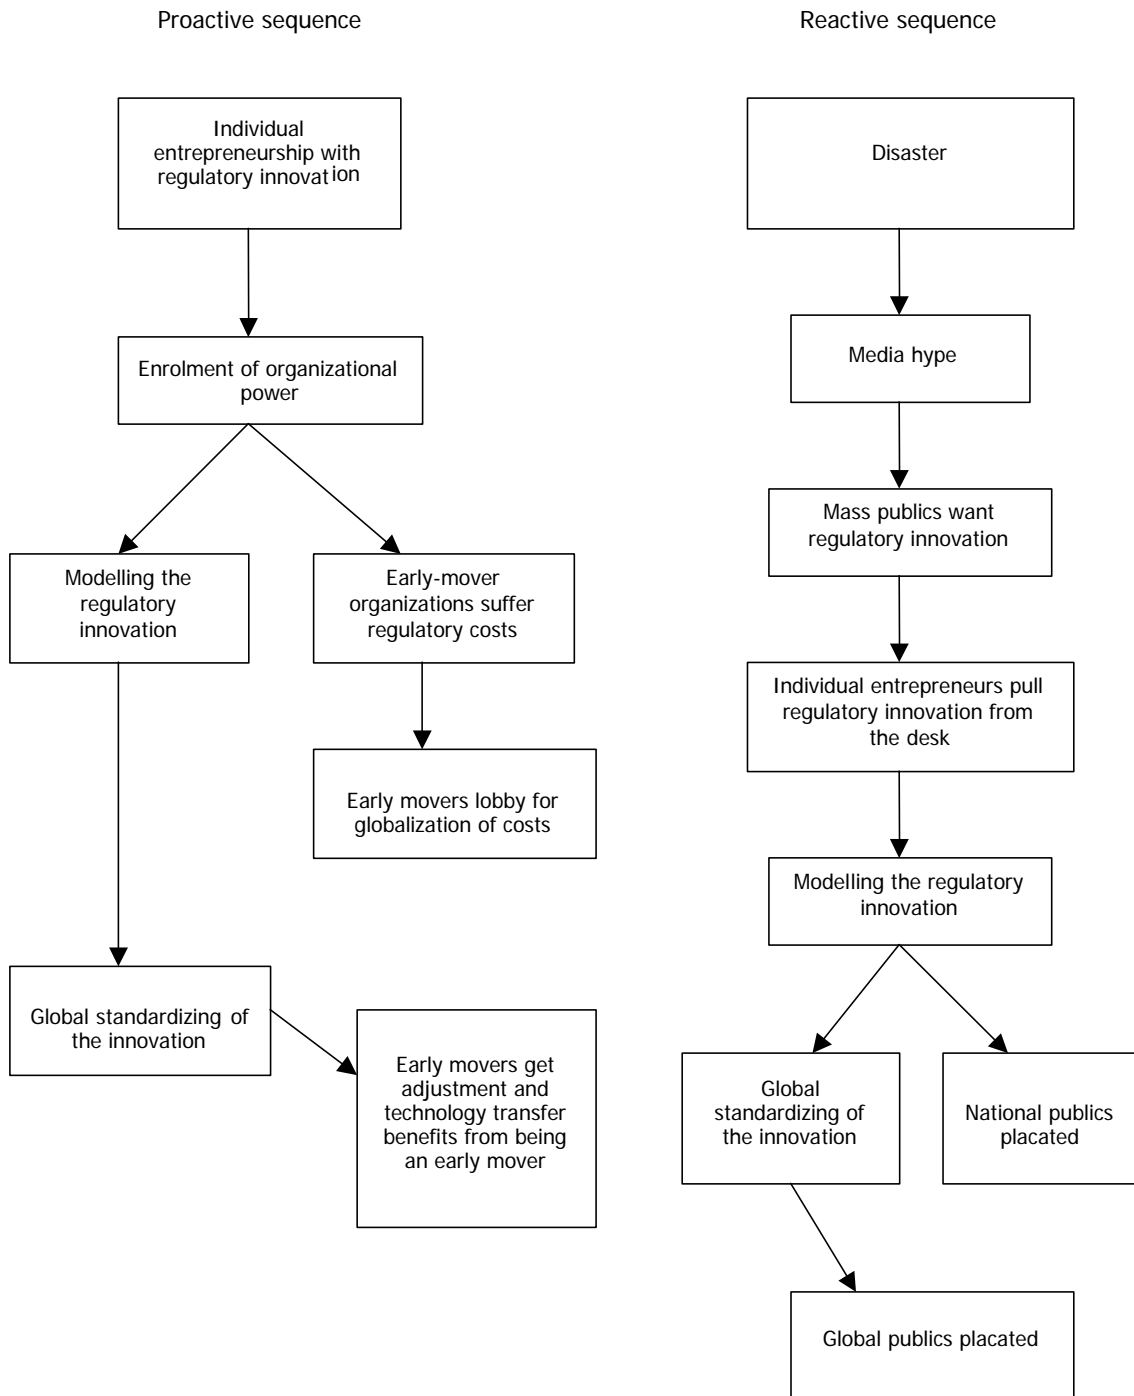 Proactive sequence
Individual
entrepreneurship with
regulatory innovation
Enrolment of organizational
power
Modelling the
regulatory
innovation
Early-mover
organizations suffer
regulatory costs
Early movers lobby for
globalization of costs
Global standardizing of
the innovation
Early movers get
adjustment and
technology transfer
benefits from being
an early mover
Reactive sequence
Disaster
Media hype
Mass publics want
regulatory innovation
Individual entrepreneurs pull
regulatory innovation from
the desk
Modelling the regulatory
innovation
Global
standardizing of
the innovation
National publics
placated
Global publics placated